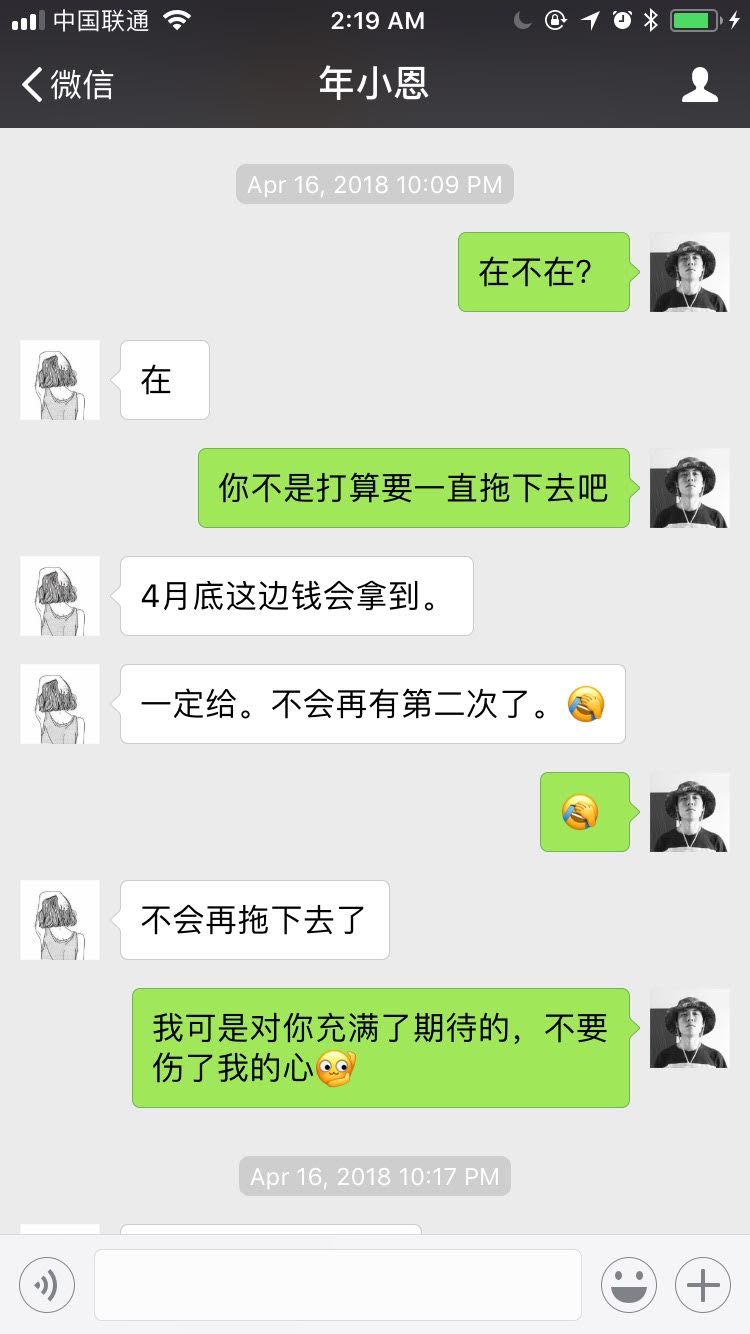 中国联通
2:19 AM
微信
年小恩
Apr 16, 2018 10:09 PM
在不在?
在
你不是打算要一直拖下去吧
4月底这边钱会拿到。
一定给。不会再有第二次了。🤣
🤣
不会再拖下去了
我可是对你充满了期待的，不要
伤了我的心
Apr 16, 2018 10:17 PM